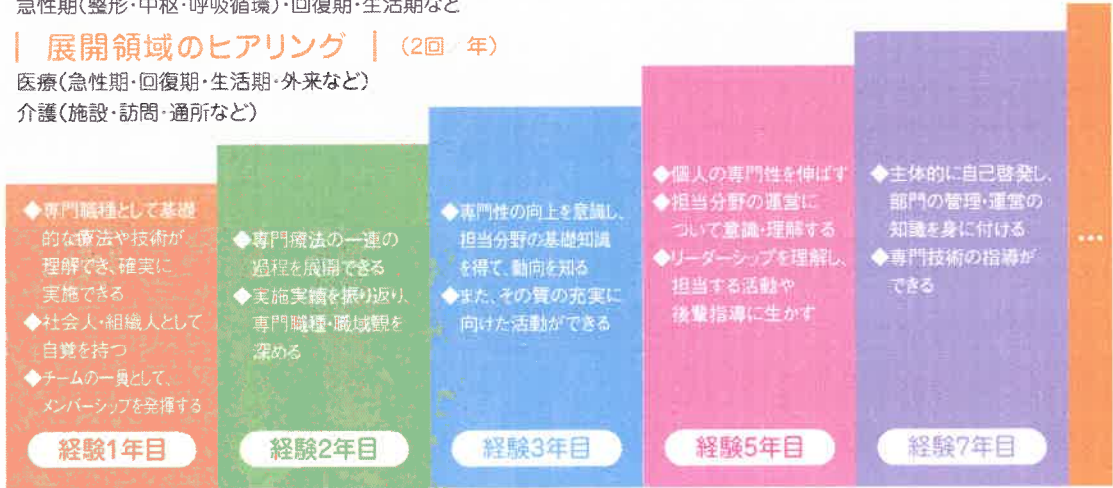 急性期(整形・中枢・呼吸循環)・回復期・生活期など
展開領域のヒアリング (2回/年)
医療(急性期・回復期・生活期・外来など)
介護(施設・訪問・通所など)
◆専門職種として基礎
的な療法や技術が
理解でき、確実に
実施できる
◆社会人・組織人として
自覚を持つ
◆チームの一員として、
メンバーシップを発揮する
経験1年目
◆専門療法の一連の
過程を展開できる
◆実施実績を振り返り、
専門職種・職域観を
深める
経験2年目
◆専門性の向上を意識し、
担当分野の基礎知識
を得て、動向を知る
◆また、その質の充実に
向けた活動ができる
経験3年目
◆個人の専門性を伸ばす
◆担当分野の運営に
ついて意識・理解する
◆リーダーシップを理解し、
担当する活動や
後輩指導に生かす
経験5年目
◆主体的に自己啓発し、
部門の管理・運営の
知識を身に付ける
◆専門技術の指導が
できる
経験7年目
…